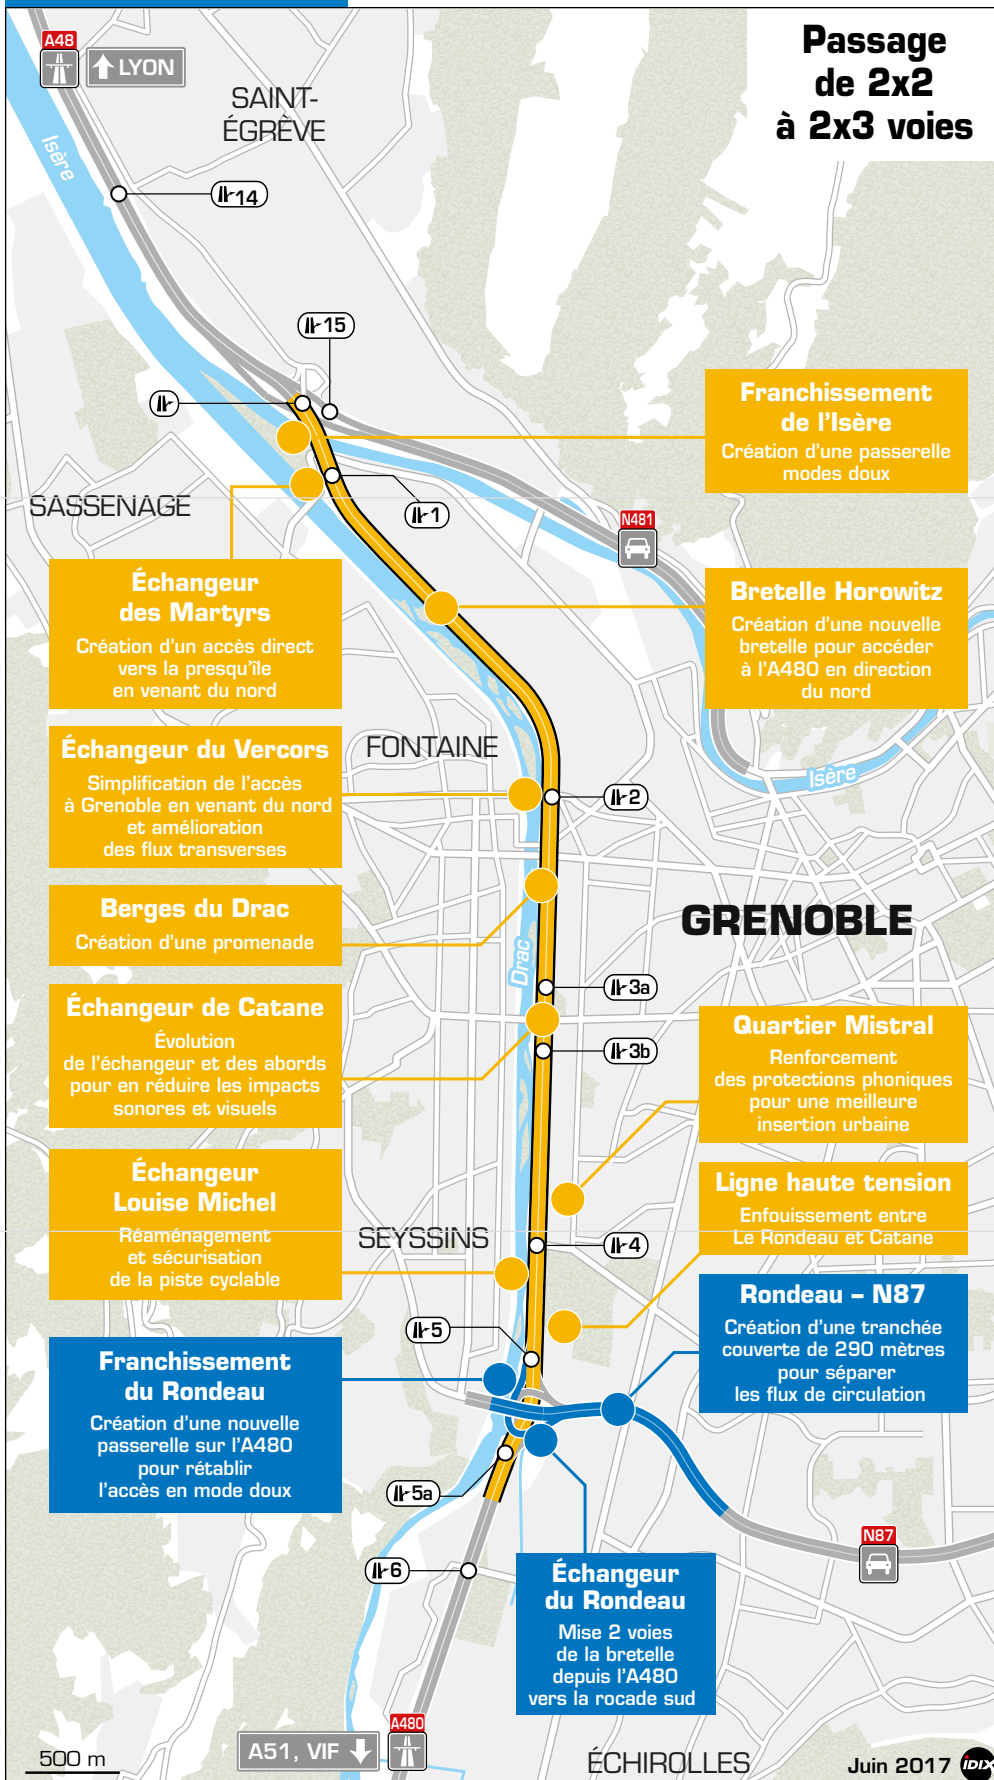 Passage
de 2x2
à 2x3 voies
A48
LYON
SAINT-
ÉGRÈVE
Isère
14
15
Franchissement
de l'Isère
Création d'une passerelle
modes doux
SASSENAGE
1
N481
Échangeur
des Martyrs
Création d'un accès direct
vers la presqu'île
en venant du nord
Bretelle Horowitz
Création d'une nouvelle
bretelle pour accéder
à l'A480 en direction
du nord
Échangeur du Vercors
Simplification de l'accès
à Grenoble en venant du nord
et amélioration
des flux transverses
FONTAINE
Isère
2
Berges du Drac
Création d'une promenade
GRENOBLE
Drac
3a
Échangeur de Catane
Évolution
de l'échangeur et des abords
pour en réduire les impacts
sonores et visuels
3b
Quartier Mistral
Renforcement
des protections phoniques
pour une meilleure
insertion urbaine
Échangeur
Louise Michel
Réaménagement
et sécurisation
de la piste cyclable
Ligne haute tension
Enfouissement entre
Le Rondeau et Catane
SEYSSINS
4
Rondeau – N87
Création d'une tranchée
couverte de 290 mètres
pour séparer
les flux de circulation
5
Franchissement
du Rondeau
Création d'une nouvelle
passerelle sur l'A480
pour rétablir
l'accès en mode doux
5a
N87
6
Échangeur
du Rondeau
Mise 2 voies
de la bretelle
depuis l'A480
vers la rocade sud
A480
A51, VIF
500 m
ÉCHIROLLES
Juin 2017
iDIX